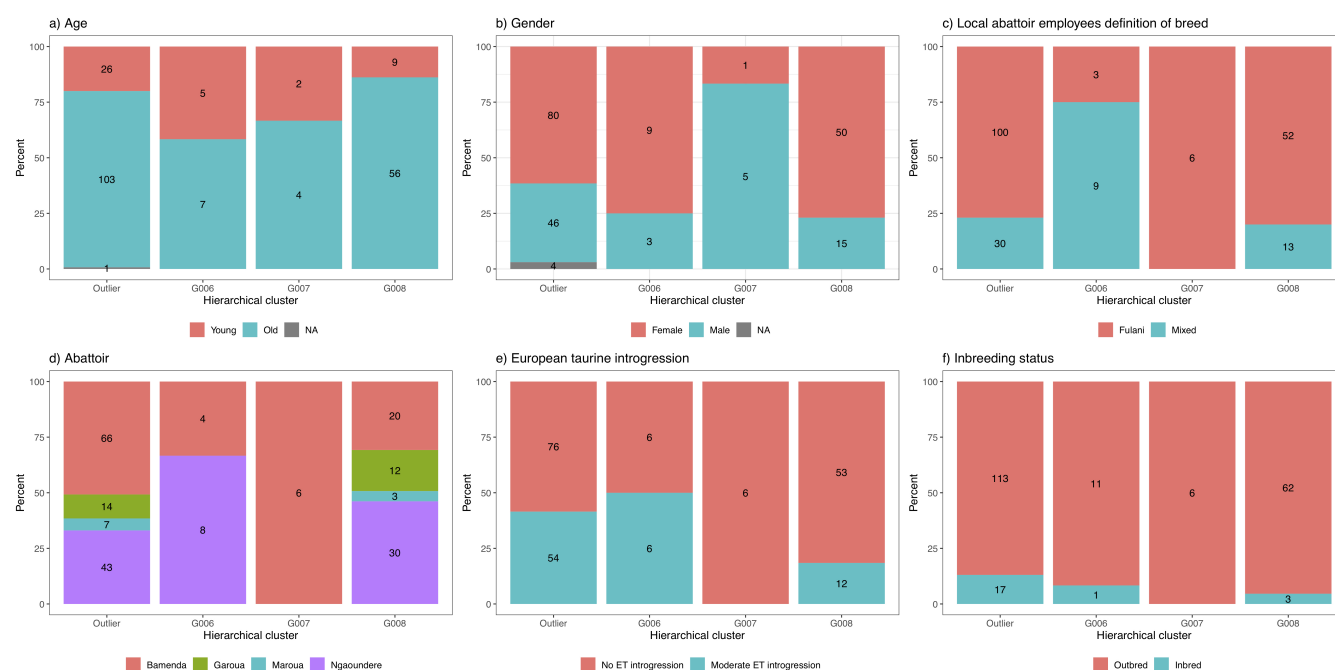 a) Age
100
75
50
25
0
Percent
26
103
1
5
7
2
4
9
56
Outlier G006 G007 G008
Hierarchical cluster
Young Old NA
b) Gender
100
75
50
25
0
Percent
80
46
4
9
3
1
5
50
15
Outlier G006 G007 G008
Hierarchical cluster
Female Male NA
c) Local abattoir employees definition of breed
100
75
50
25
0
Percent
100
30
3
9
6
52
13
Outlier G006 G007 G008
Hierarchical cluster
Fulani Mixed
d) Abattoir
100
75
50
25
0
Percent
66
14
7
43
4
8
6
20
12
3
30
Outlier G006 G007 G008
Hierarchical cluster
Bamenda Garoua Maroua Ngaoundere
e) European taurine introgression
100
75
50
25
0
Percent
76
54
6
6
6
53
12
Outlier G006 G007 G008
Hierarchical cluster
No ET introgression Moderate ET introgression
f) Inbreeding status
100
75
50
25
0
Percent
113
17
11
1
6
62
3
Outlier G006 G007 G008
Hierarchical cluster
Outbred Inbred